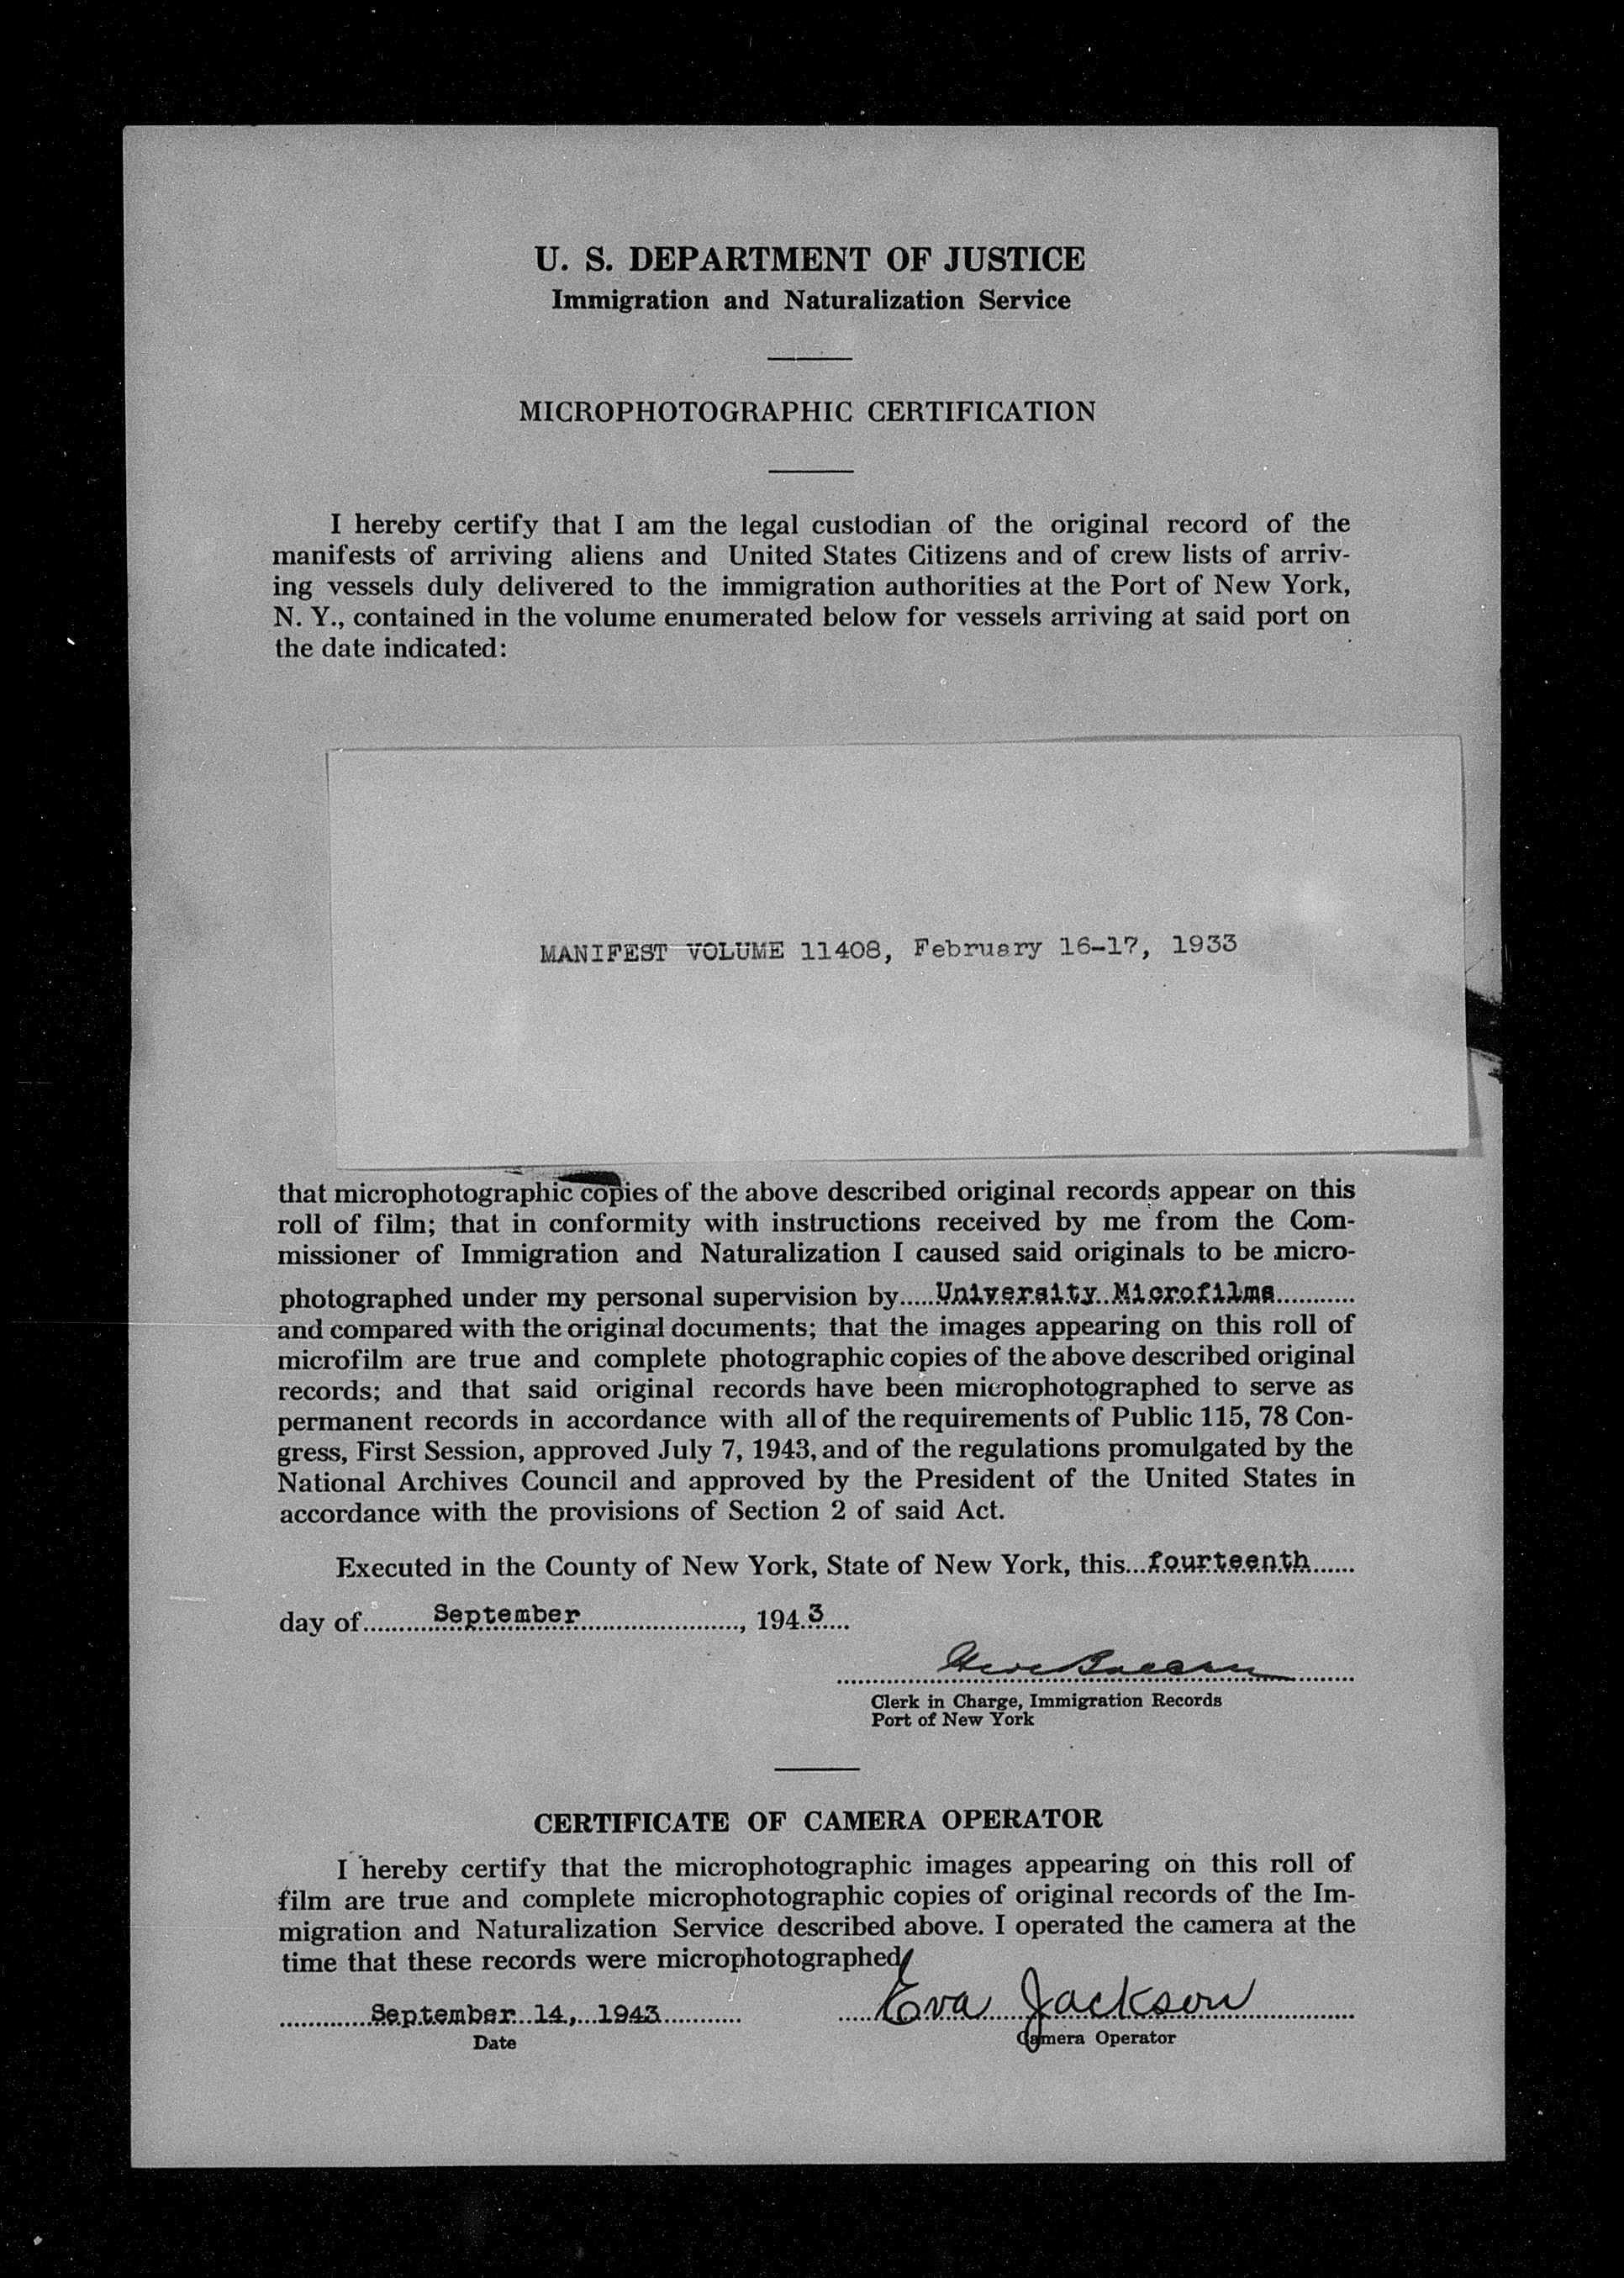 U. S. DEPARTMENT OF JUSTICE
Immigration and Naturalization Service
MICROPHOTOGRAPHIC CERTIFICATION
I hereby certify that I am the legal custodian of the original record of the
manifests of arriving aliens and United States Citizens and of crew lists of arriv-
ing vessels duly delivered to the immigration authorities at the Port of New York,
N. Y., contained in the volume enumerated below for vessels arriving at said port on
the date indicated:
MANIFEST VOLUME 11408, February 16-17, 1933
that microphotographic copies of the above described original records appear on this
roll of film; that in conformity with instructions received by me from the Com-
missioner of Immigration and Naturalization I caused said originals to be micro-
photographed under my personal supervision by.....University Microfilms...........
and compared with the original documents; that the images appearing on this roll of
microfilm are true and complete photographic copies of the above described original
records; and that said original records have been microphotographed to serve as
permanent records in accordance with all of the requirements of Public 115, 78 Con-
gress, First Session, approved July 7, 1943, and of the regulations promulgated by the
National Archives Council and approved by the President of the United States in
accordance with the provisions of Section 2 of said Act.
Executed in the County of New York, State of New York, this...fourteenth......
day of..........September........................, 194.3....
Clerk in Charge, Immigration Records
Port of New York
CERTIFICATE OF CAMERA OPERATOR
I hereby certify that the microphotographic images appearing on this roll of
film are true and complete microphotographic copies of original records of the Im-
migration and Naturalization Service described above. I operated the camera at the
time that these records were microphotographed.
September 14, 1943 Eva Jackson
Date Camera Operator